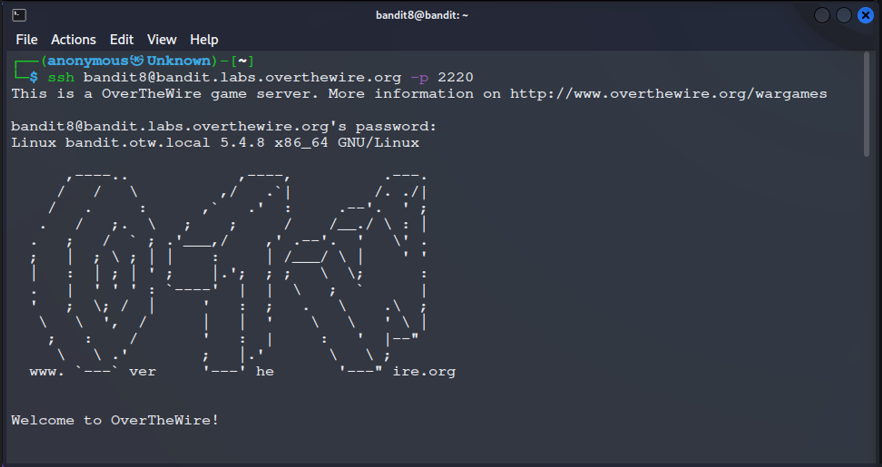 bandit8@bandit: ~
File Actions Edit View Help
┌──(anonymous㉿Unknown)-[~]
└─$ ssh bandit8@bandit.labs.overthewire.org -p 2220
This is a OverTheWire game server. More information on http://www.overthewire.org/wargames
bandit8@bandit.labs.overthewire.org's password:
Linux bandit.otw.local 5.4.8 x86_64 GNU/Linux
www. ver he ire.org
Welcome to OverTheWire!